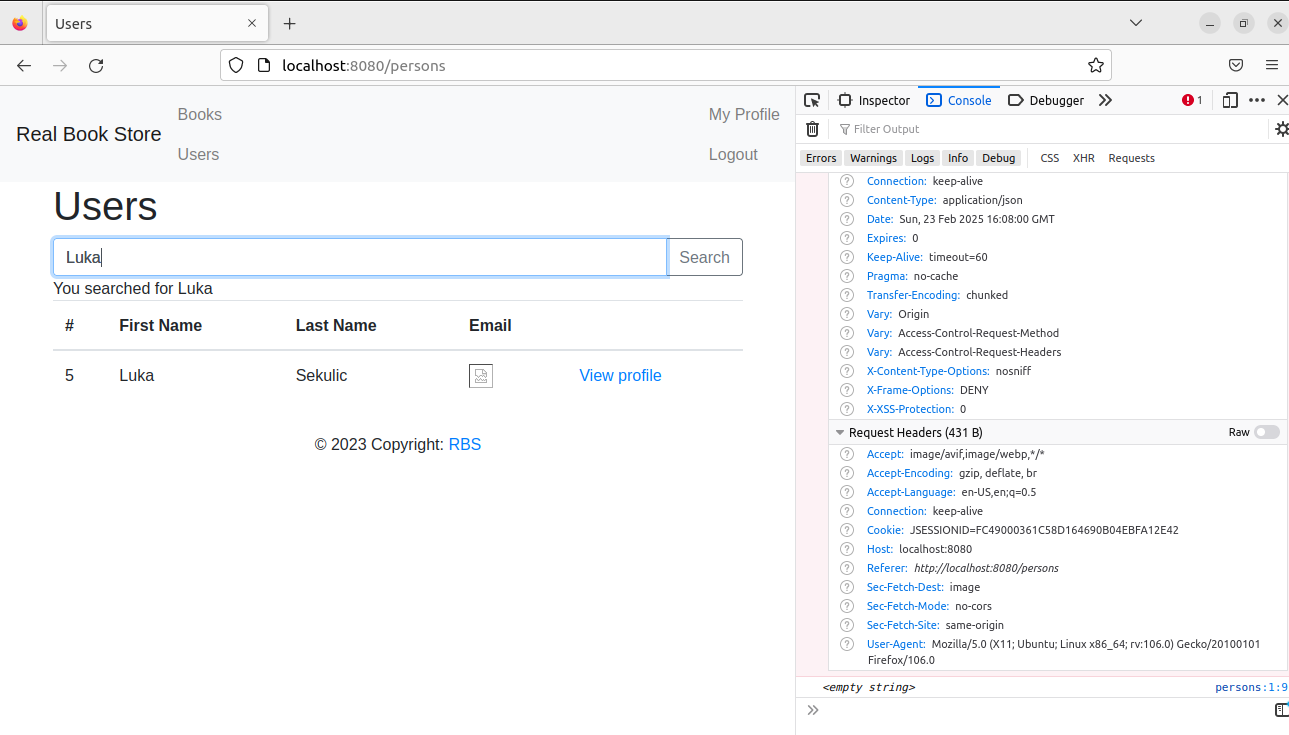 Users
localhost:8080/persons
Real Book Store
Books
Users
My Profile
Logout
Users
Luka
Search
You searched for Luka
# First Name Last Name Email
5 Luka Sekulic View profile
© 2023 Copyright: RBS
Inspector Console Debugger 1
Filter Output
Errors Warnings Logs Info Debug CSS XHR Requests
Connection: keep-alive
Content-Type: application/json
Date: Sun, 23 Feb 2025 16:08:00 GMT
Expires: 0
Keep-Alive: timeout=60
Pragma: no-cache
Transfer-Encoding: chunked
Vary: Origin
Vary: Access-Control-Request-Method
Vary: Access-Control-Request-Headers
X-Content-Type-Options: nosniff
X-Frame-Options: DENY
X-XSS-Protection: 0
Request Headers (431 B) Raw
Accept: image/avif,image/webp,*/*
Accept-Encoding: gzip, deflate, br
Accept-Language: en-US,en;q=0.5
Connection: keep-alive
Cookie: JSESSIONID=FC49000361C58D164690B04EBFA12E42
Host: localhost:8080
Referer: http://localhost:8080/persons
Sec-Fetch-Dest: image
Sec-Fetch-Mode: no-cors
Sec-Fetch-Site: same-origin
User-Agent: Mozilla/5.0 (X11; Ubuntu; Linux x86_64; rv:106.0) Gecko/20100101
Firefox/106.0
<empty string> persons:1:9